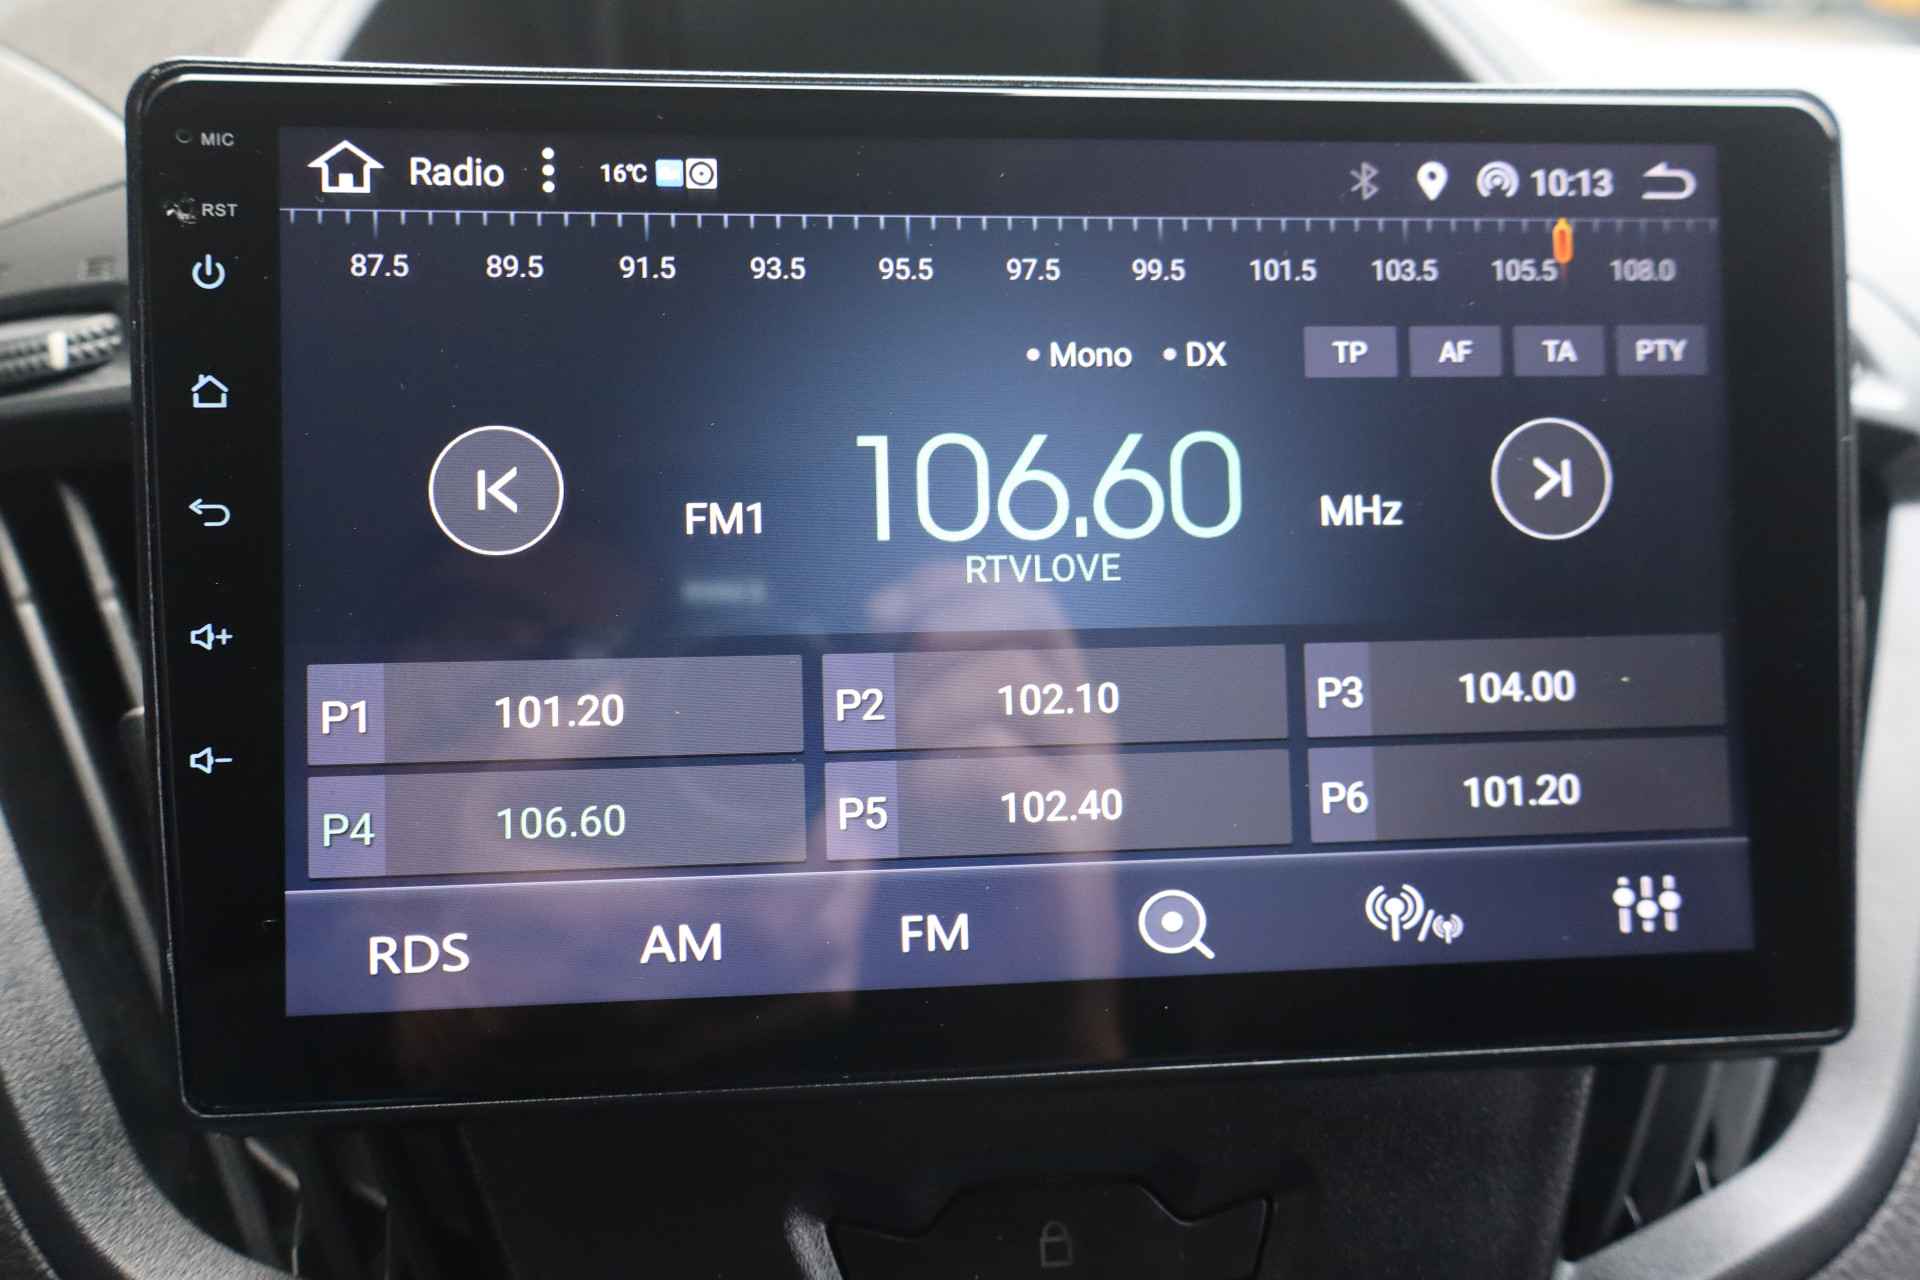 MIC
RST
Radio 16°C 10:13
87.5 89.5 91.5 93.5 95.5 97.5 99.5 101.5 103.5 105.5 108.0
• Mono • DX TP AF TA PTY
FM1 106.60 MHz
RTVLOVE
P1 101.20 P2 102.10 P3 104.00
P4 106.60 P5 102.40 P6 101.20
RDS AM FM